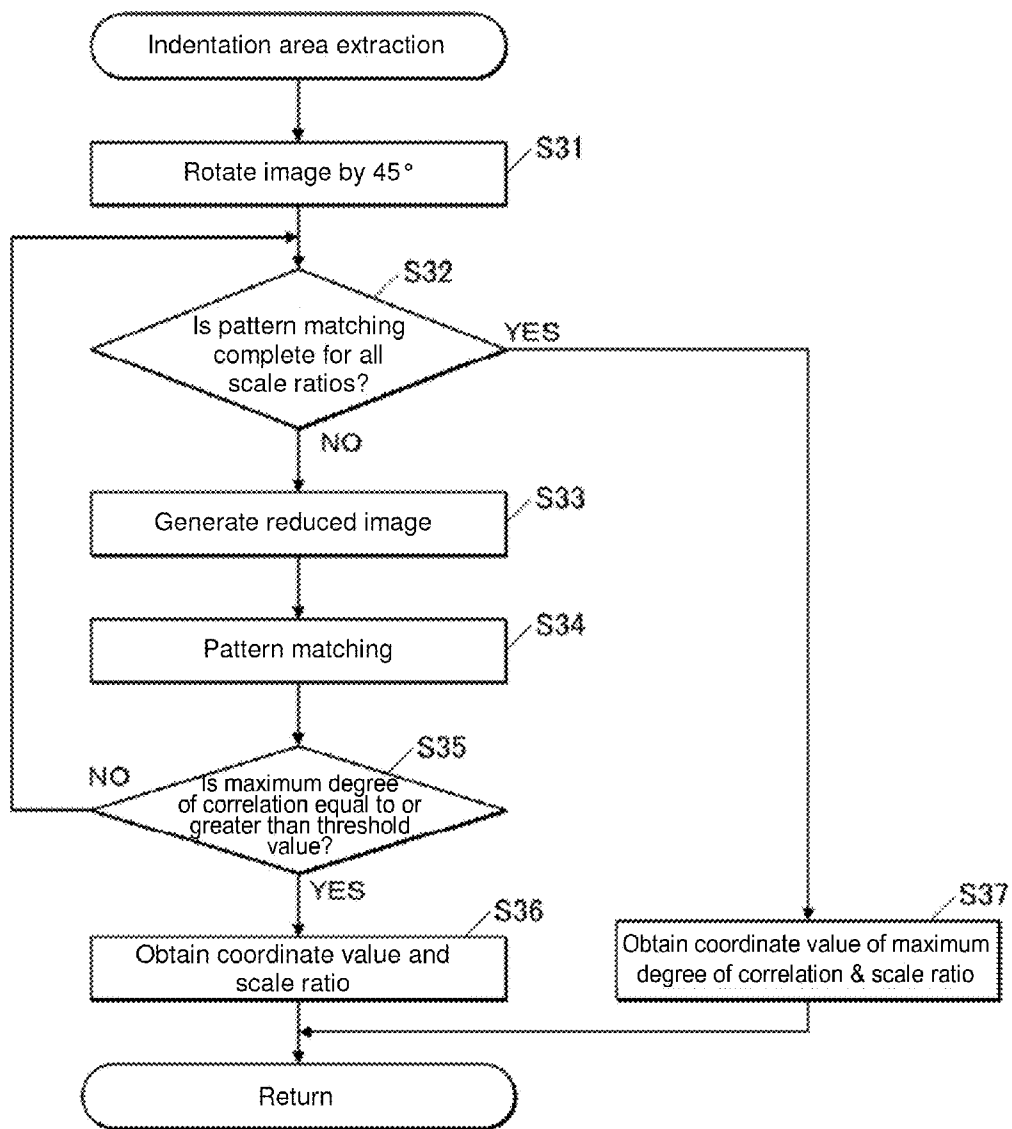 Indentation area extraction
S31
Rotate image by 45°
S32
Is pattern matching
complete for all
scale ratios?
YES
NO
S33
Generate reduced image
S34
Pattern matching
S35
NO
Is maximum degree
of correlation equal to or
greater than threshold
value?
YES
S36
Obtain coordinate value and
scale ratio
S37
Obtain coordinate value of maximum
degree of correlation & scale ratio
Return